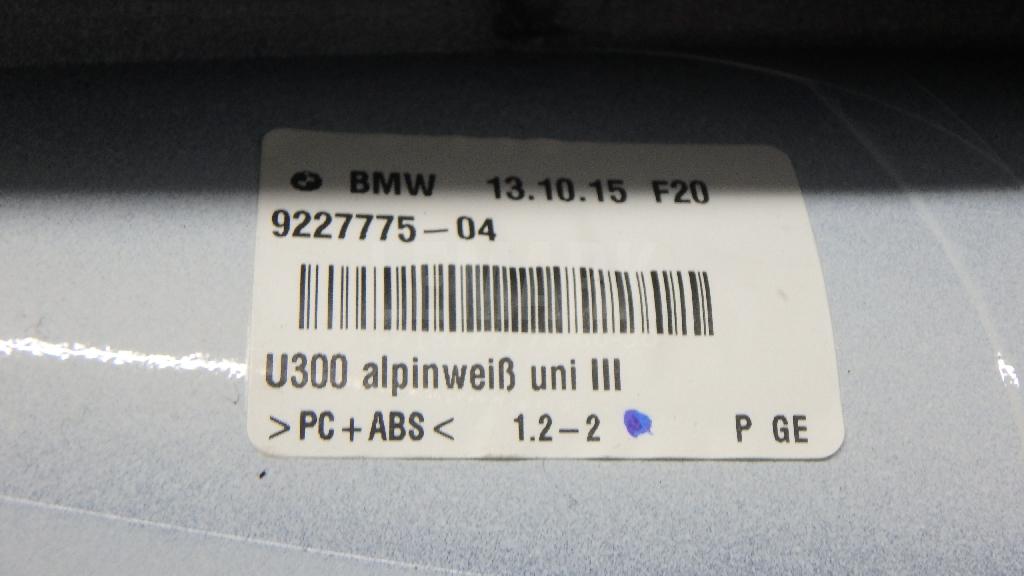 BMW 13.10.15 F20
9227775-04
U300 alpinweiß uni III
>PC+ABS< 1.2-2 P GE